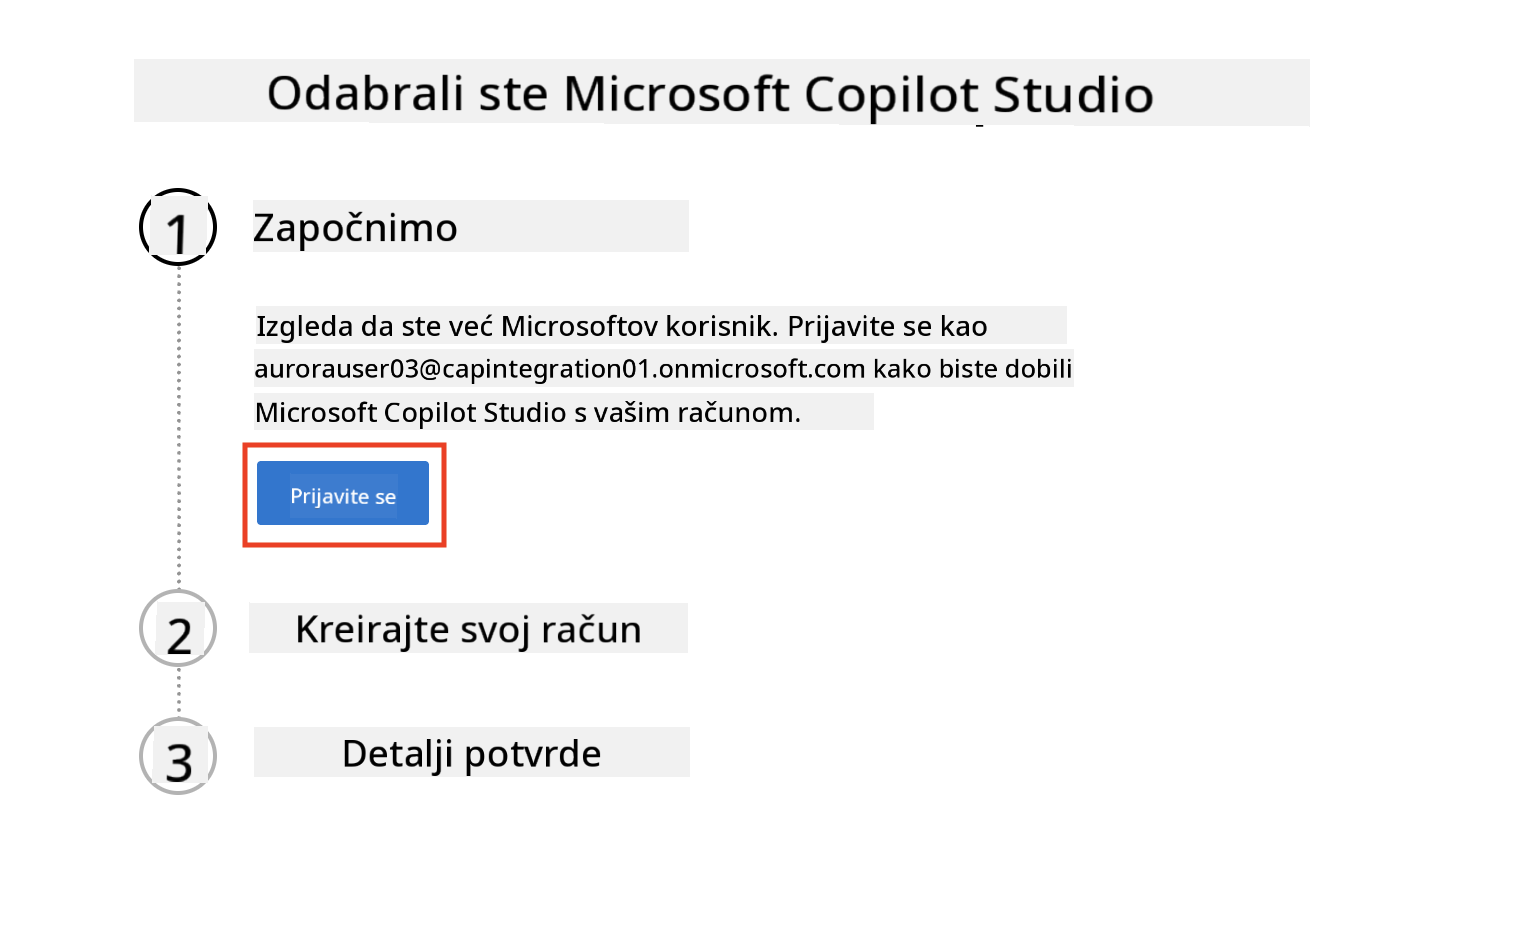 Odabrali ste Microsoft Copilot Studio
1
Započnimo
Izgleda da ste već Microsoftov korisnik. Prijavite se kao
aurorauser03@capintegration01.onmicrosoft.com kako biste dobili
Microsoft Copilot Studio s vašim računom.
Prijavite se
2
Kreirajte svoj račun
3
Detalji potvrde